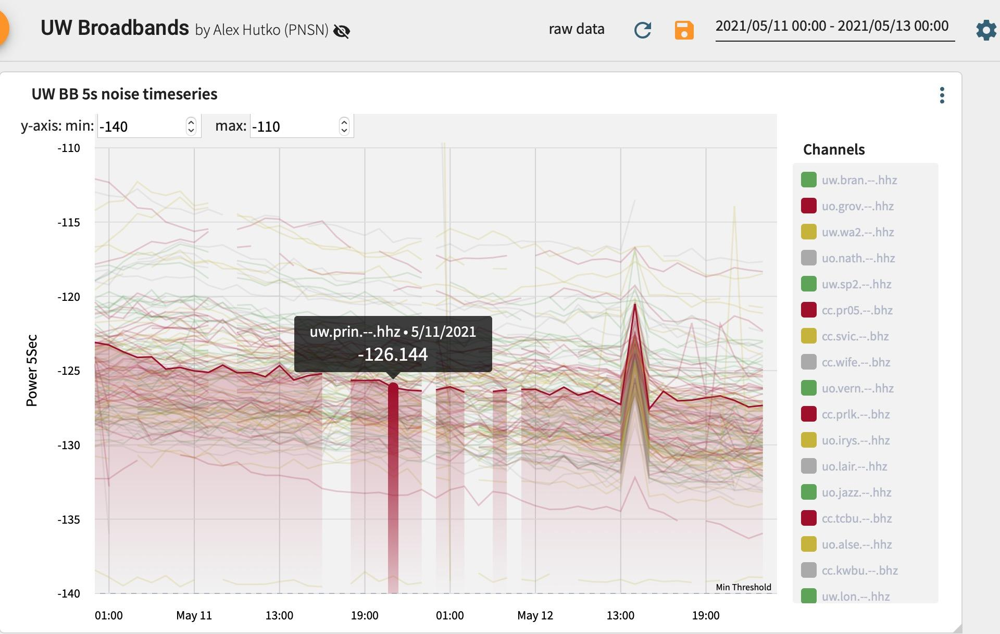 UW Broadbands by Alex Hutko (PNSN)
raw data
2021/05/11 00:00 - 2021/05/13 00:00
UW BB 5s noise timeseries
y-axis: min: -140 max: -110
-110
-115
-120
-125
-130
-135
-140
Power 5Sec
uw.prin.--.hhz • 5/11/2021
-126.144
Min Threshold
01:00 May 11 13:00 19:00 01:00 May 12 13:00 19:00
Channels
uw.bran.--.hhz
uo.grov.--.hhz
uw.wa2.--.hhz
uo.nath.--.hhz
uw.sp2.--.hhz
cc.pr05.--.bhz
cc.svic.--.bhz
cc.wife.--.bhz
uo.vern.--.hhz
cc.prlk.--.bhz
uo.irys.--.hhz
uo.lair.--.hhz
uo.jazz.--.hhz
cc.tcbu.--.bhz
uo.alse.--.hhz
cc.kwbu.--.bhz
uw.lon.--.hhz